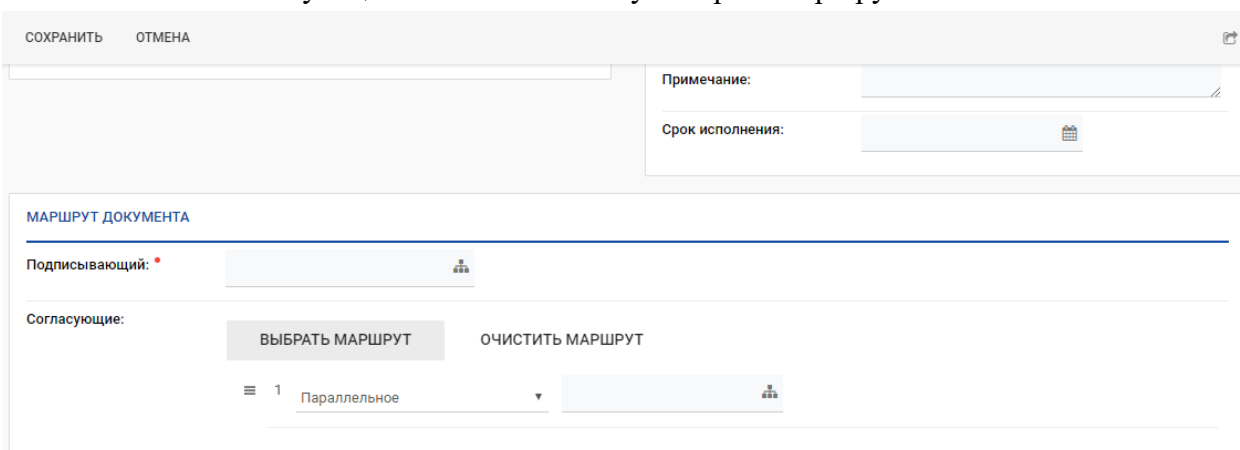 СОХРАНИТЬ ОТМЕНА
Примечание:
Срок исполнения:
МАРШРУТ ДОКУМЕНТА
Подписывающий: •
Согласующие:
ВЫБРАТЬ МАРШРУТ ОЧИСТИТЬ МАРШРУТ
1 Параллельное